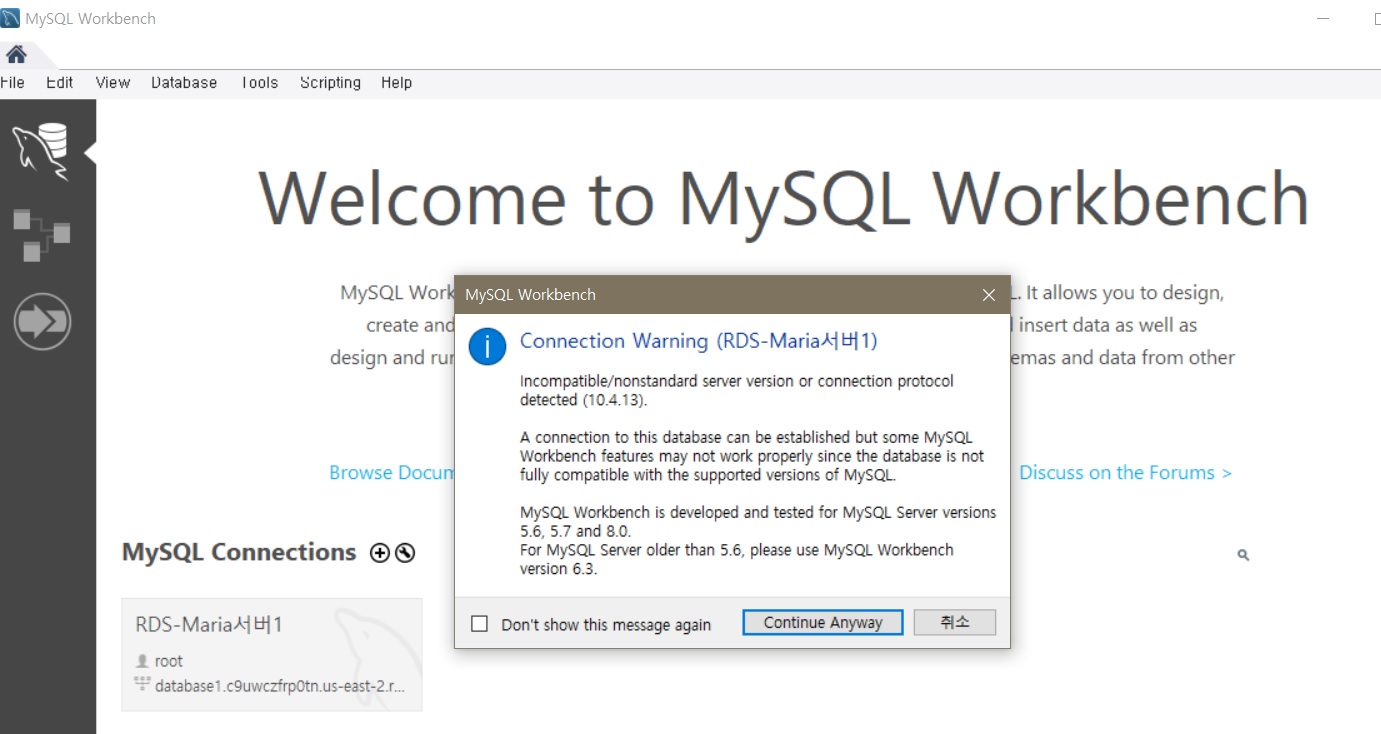 MySQL Workbench
File Edit View Database Tools Scripting Help
Welcome to MySQL Workbench
MySQL Work
L. It allows you to design,
create and
insert data as well as
design and
emas and data from other
Browse
Discuss on the Forums >
MySQL Workbench
Connection Warning (RDS-Maria서버1)
Incompatible/nonstandard server version or connection protocol
detected (10.4.13).
A connection to this database can be established but some MySQL
Workbench features may not work properly since the database is not
fully compatible with the supported versions of MySQL.
MySQL Workbench is developed and tested for MySQL Server versions
5.6, 5.7 and 8.0.
For MySQL Server older than 5.6, please use MySQL Workbench
version 6.3.
Don't show this message again
Continue Anyway
취소
MySQL Connections
RDS-Maria서버1
root
database1.c9uwczfrp0tn.us-east-2.r...